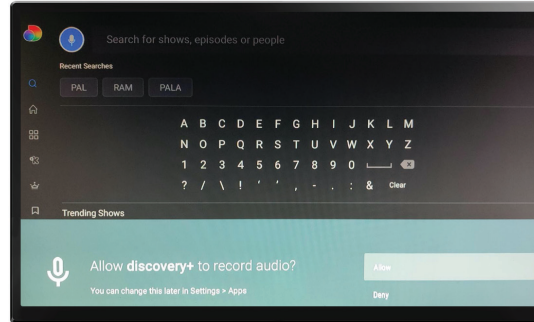 Search for shows, episodes or people
Recent Searches
PAL RAM PALA
A B C D E F G H I J K L M
N O P Q R S T U V W X Y Z
1 2 3 4 5 6 7 8 9 0
? / \ ! ' ' , - . : & Clear
Trending Shows
Allow discovery+ to record audio?
You can change this later in Settings > Apps
Allow
Deny